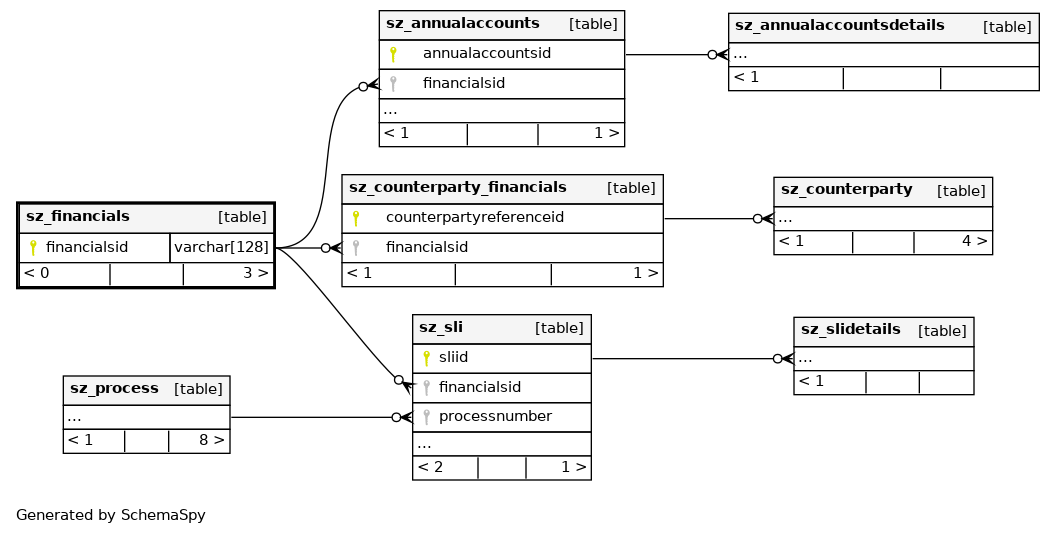 sz_annualaccounts [table]
annualaccountsid
financialsid
...
< 1 1 >
sz_annualaccountsdetails [table]
...
< 1
sz_counterparty_financials [table]
counterpartyreferenceid
financialsid
< 1 1 >
sz_counterparty [table]
...
< 1 4 >
sz_financials [table]
financialsid varchar[128]
< 0 3 >
sz_sli [table]
sliid
financialsid
processnumber
...
< 2 1 >
sz_slidetails [table]
...
< 1
sz_process [table]
...
< 1 8 >
Generated by SchemaSpy